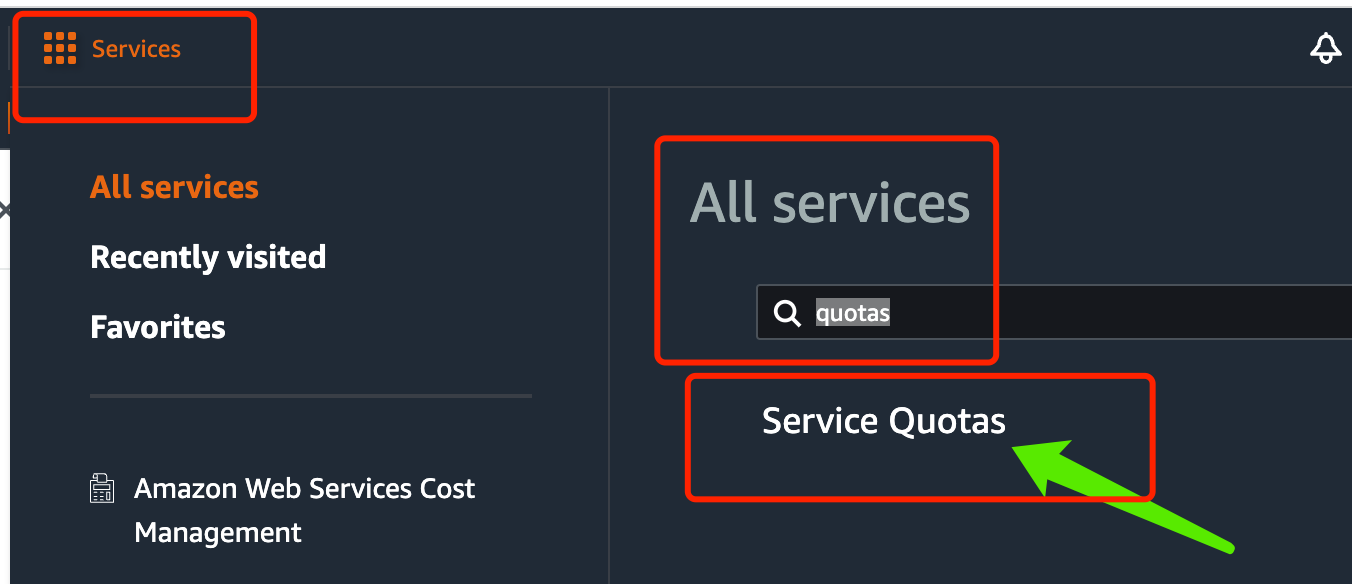 Services
All services
Recently visited
Favorites
Amazon Web Services Cost
Management
All services
quotas
Service Quotas